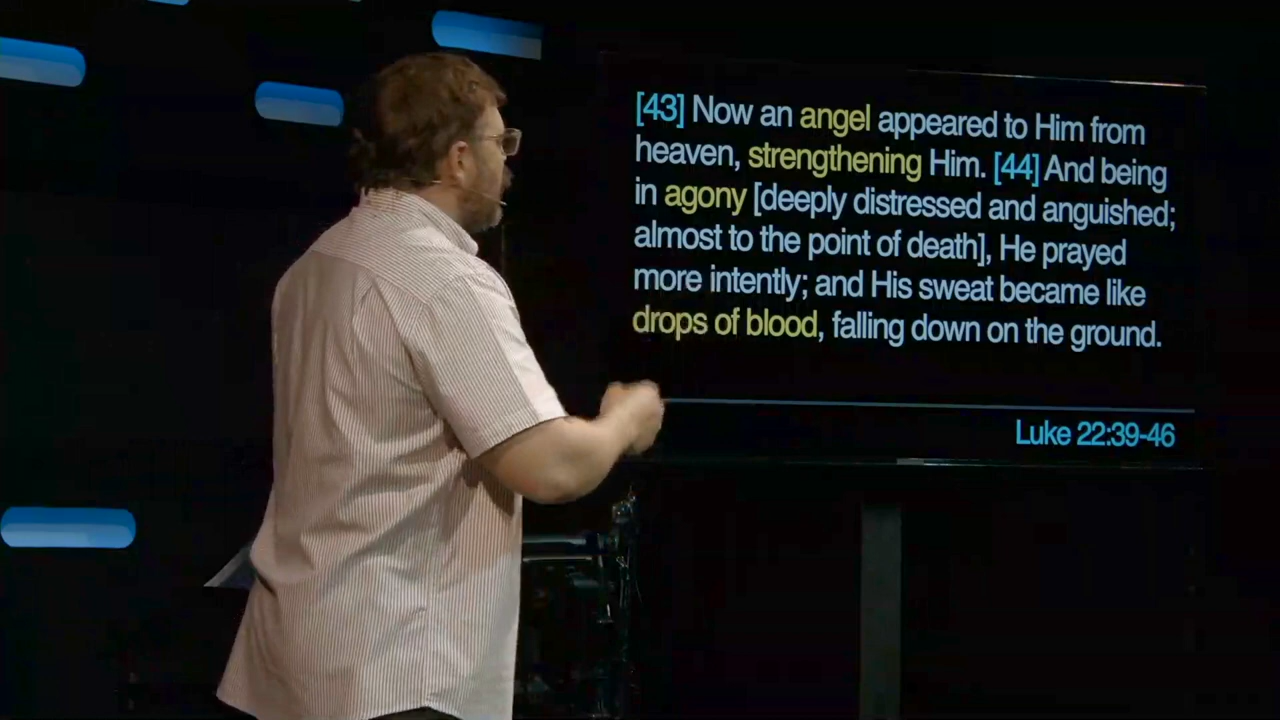 [43] Now an angel appeared to Him from
heaven, strengthening Him. [44] And being
in agony [deeply distressed and anguished;
almost to the point of death], He prayed
more intently; and His sweat became like
drops of blood, falling down on the ground.
Luke 22:39-46